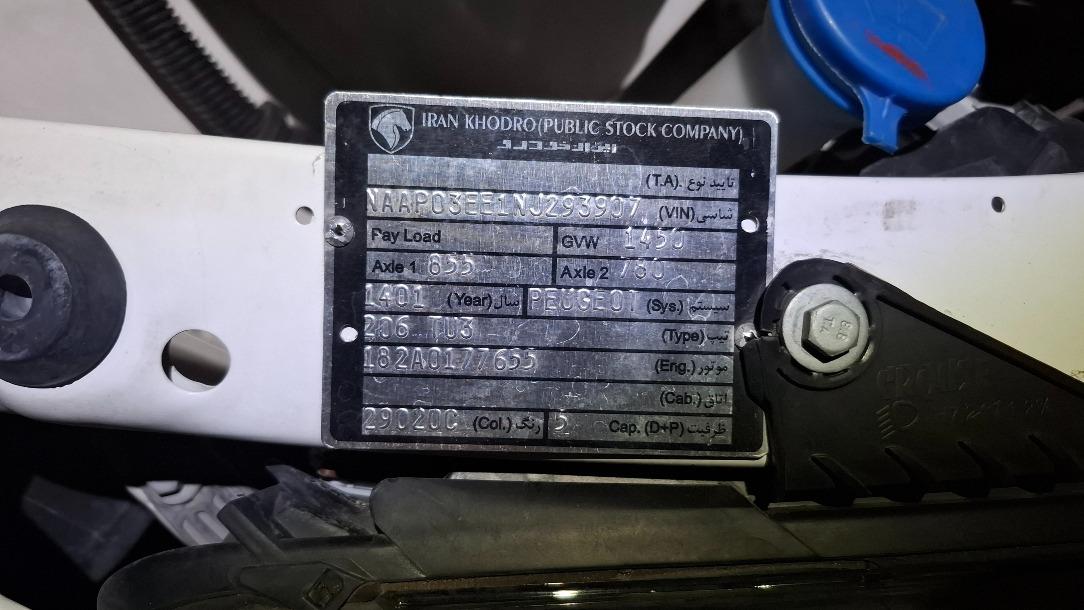 IRAN KHODRO (PUBLIC STOCK COMPANY)
ایران خودرو
تایید نوع .(T.A)
NAAP03EE1NJ293907 (VIN) شاسی
Pay Load GVW 1450
Axle 1 855 Axle 2 780
1401 (Year) سال PEUGEOT (Sys.) سیستم
206 TU3 (Type) تیپ
182A0177655 (Eng.) موتور
(Cab.) اتاق
29020C (Col.) رنگ 5 Cap. (D+P) ظرفیت